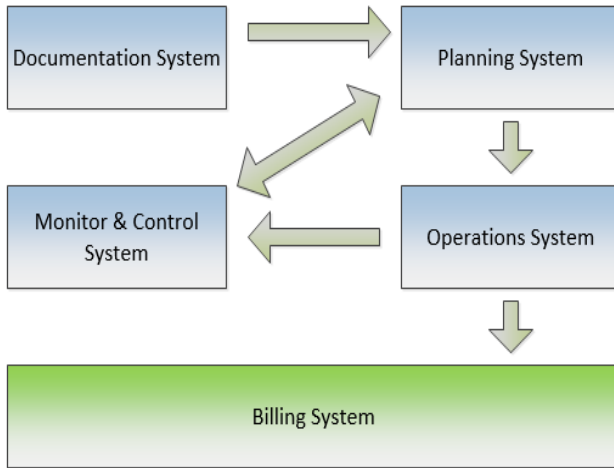 Documentation System
Planning System
Monitor & Control
System
Operations System
Billing System